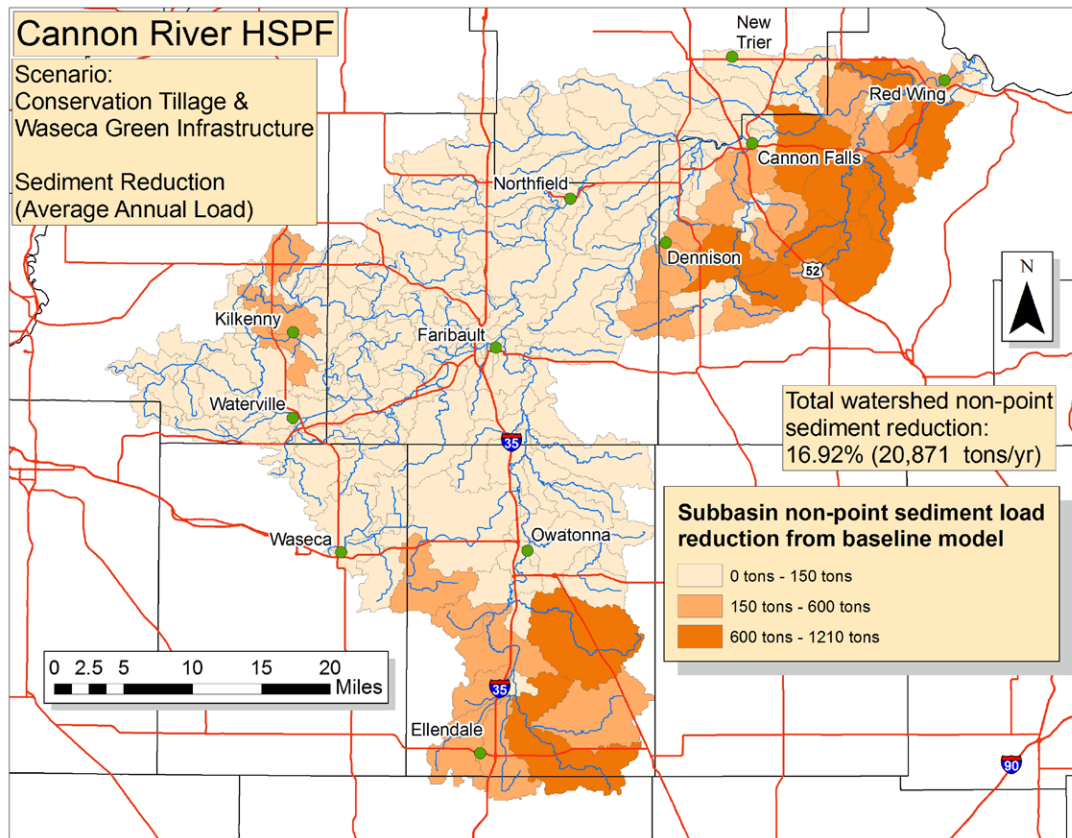 Cannon River HSPF
Scenario:
Conservation Tillage &
Waseca Green Infrastructure
Sediment Reduction
(Average Annual Load)
New
Trier
Red Wing
Cannon Falls
Northfield
Dennison
52
N
Kilkenny
Faribault
Waterville
Total watershed non-point
sediment reduction:
16.92% (20,871 tons/yr)
35
Subbasin non-point sediment load
reduction from baseline model
0 tons - 150 tons
150 tons - 600 tons
600 tons - 1210 tons
Waseca
Owatonna
0 2.5 5 10 15 20
Miles
35
Ellendale
90